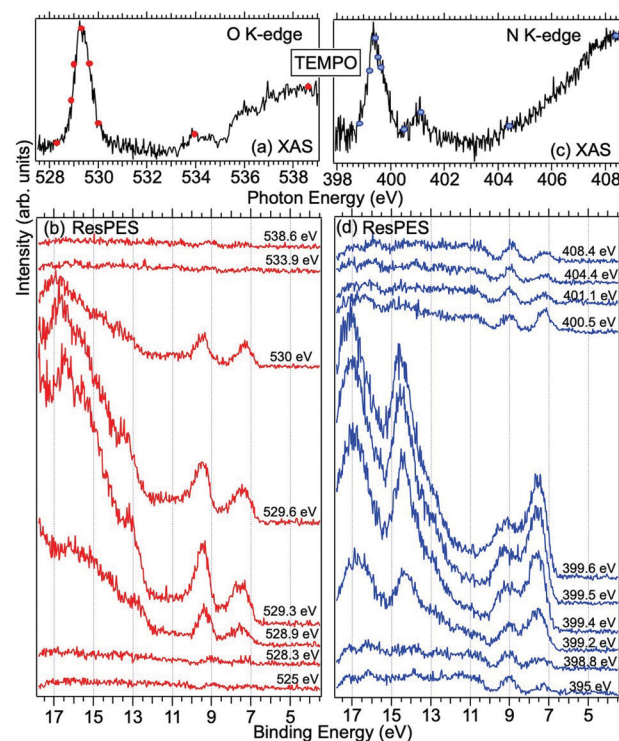 O K-edge
N K-edge
TEMPO
(a) XAS
(c) XAS
528 530 532 534 536 538
398 400 402 404 406 408
Photon Energy (eV)
Intensity (arb. units)
(b) ResPES
538.6 eV
533.9 eV
530 eV
529.6 eV
529.3 eV
528.9 eV
528.3 eV
525 eV
17 15 13 11 9 7 5
(d) ResPES
408.4 eV
404.4 eV
401.1 eV
400.5 eV
399.6 eV
399.5 eV
399.4 eV
399.2 eV
398.8 eV
395 eV
17 15 13 11 9 7 5
Binding Energy (eV)